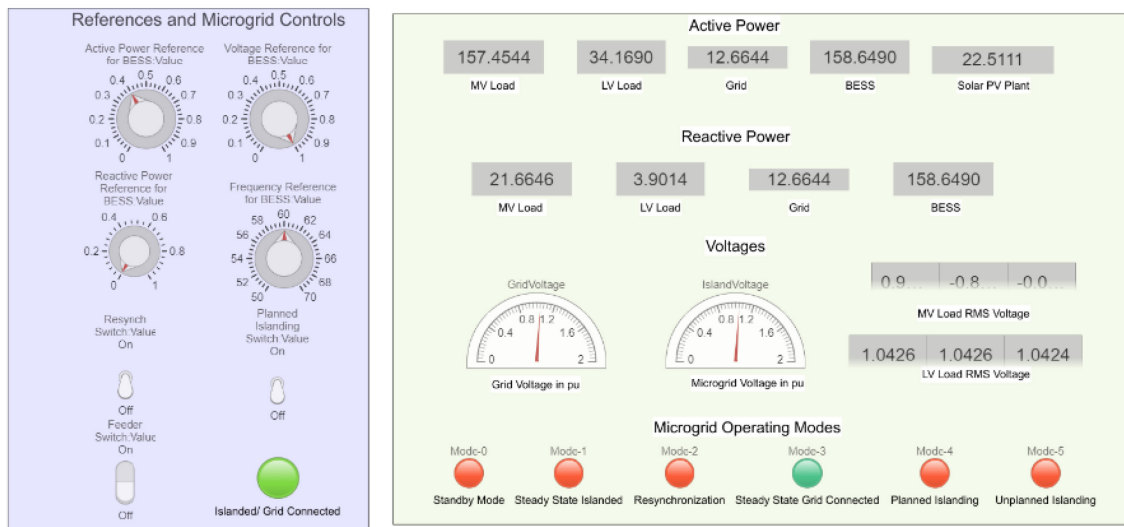 References and Microgrid Controls
Active Power Reference
for BESS:Value
0 0.1 0.2 0.3 0.4 0.5 0.6 0.7 0.8 0.9 1
Voltage Reference for
BESS:Value
0 0.1 0.2 0.3 0.4 0.5 0.6 0.7 0.8 0.9 1
Reactive Power
Reference for
BESS Value
0 0.2 0.4 0.6 0.8 1
Frequency Reference
for BESS Value
50 52 54 56 58 60 62 64 66 68 70
Resynch
Switch:Value
On
Off
Planned
Islanding
Switch Value
On
Off
Feeder
Switch:Value
On
Off
Islanded/ Grid Connected
Active Power
157.4544 34.1690 12.6644 158.6490 22.5111
MV Load LV Load Grid BESS Solar PV Plant
Reactive Power
21.6646 3.9014 12.6644 158.6490
MV Load LV Load Grid BESS
Voltages
GridVoltage
0 0.4 0.8 1.2 1.6 2
Grid Voltage in pu
IslandVoltage
0 0.4 0.8 1.2 1.6 2
Microgrid Voltage in pu
0.9... -0.8... -0.0...
MV Load RMS Voltage
1.0426 1.0426 1.0424
LV Load RMS Voltage
Microgrid Operating Modes
Mode-0 Mode-1 Mode-2 Mode-3 Mode-4 Mode-5
Standby Mode Steady State Islanded Resynchronization Steady State Grid Connected Planned Islanding Unplanned Islanding